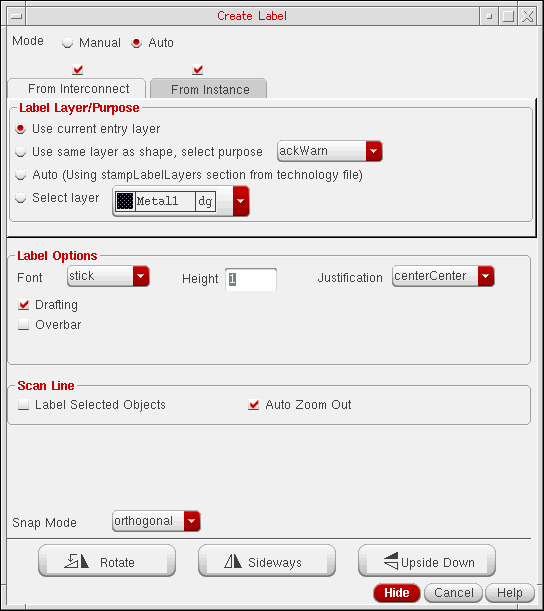 Create Label
Mode Manual Auto
From Interconnect From Instance
Label Layer/Purpose
Use current entry layer
Use same layer as shape, select purpose ackWarn
Auto (Using stampLabelLayers section from technology file)
Select layer Metal1 dg
Label Options
Font stick Height 1 Justification centerCenter
Drafting
Overbar
Scan Line
Label Selected Objects Auto Zoom Out
Snap Mode orthogonal
Rotate Sideways Upside Down
Hide Cancel Help